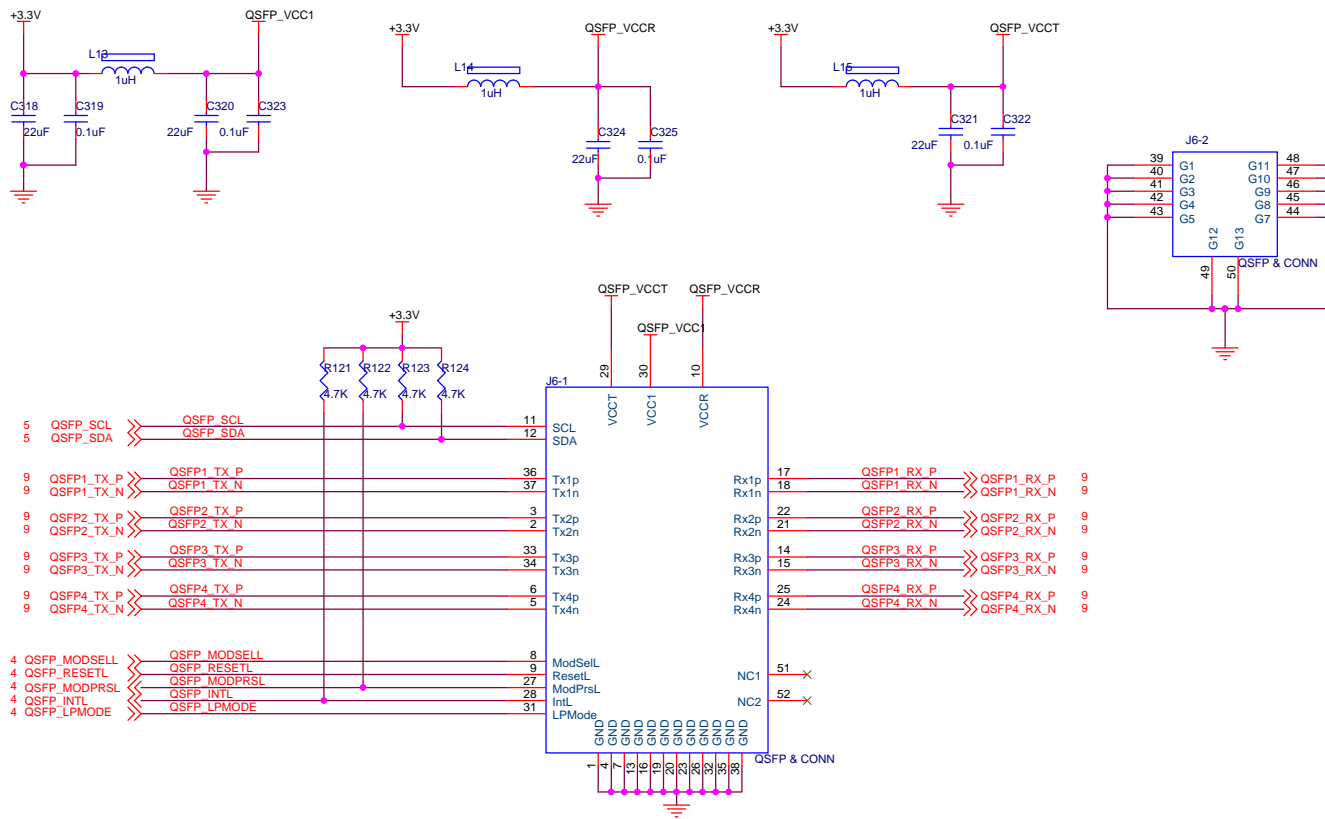 +3.3V
QSFP_VCC1
+3.3V
QSFP_VCCR
+3.3V
QSFP_VCCT
L13
1uH
L14
1uH
L15
1uH
C318
22uF
C319
0.1uF
C320
22uF
C323
0.1uF
C324
22uF
C325
0.1uF
C321
22uF
C322
0.1uF
J6-2
39 G1 G11 48
40 G2 G10 47
41 G3 G9 46
42 G4 G8 45
43 G5 G7 44
G12 G13
49 50
QSFP & CONN
QSFP_VCCT
QSFP_VCCR
QSFP_VCC1
+3.3V
R121
4.7K
R122
4.7K
R123
4.7K
R124
4.7K
J6-1
29 30 10
VCCT VCC1 VCCR
5 QSFP_SCL QSFP_SCL 11 SCL
5 QSFP_SDA QSFP_SDA 12 SDA
9 QSFP1_TX_P QSFP1_TX_P 36 Tx1p Rx1p 17 QSFP1_RX_P QSFP1_RX_P 9
9 QSFP1_TX_N QSFP1_TX_N 37 Tx1n Rx1n 18 QSFP1_RX_N QSFP1_RX_N 9
9 QSFP2_TX_P QSFP2_TX_P 3 Tx2p Rx2p 22 QSFP2_RX_P QSFP2_RX_P 9
9 QSFP2_TX_N QSFP2_TX_N 2 Tx2n Rx2n 21 QSFP2_RX_N QSFP2_RX_N 9
9 QSFP3_TX_P QSFP3_TX_P 33 Tx3p Rx3p 14 QSFP3_RX_P QSFP3_RX_P 9
9 QSFP3_TX_N QSFP3_TX_N 34 Tx3n Rx3n 15 QSFP3_RX_N QSFP3_RX_N 9
9 QSFP4_TX_P QSFP4_TX_P 6 Tx4p Rx4p 25 QSFP4_RX_P QSFP4_RX_P 9
9 QSFP4_TX_N QSFP4_TX_N 5 Tx4n Rx4n 24 QSFP4_RX_N QSFP4_RX_N 9
4 QSFP_MODSELL QSFP_MODSELL 8 ModSelL
4 QSFP_RESETL QSFP_RESETL 9 ResetL NC1 51
4 QSFP_MODPRSL QSFP_MODPRSL 27 ModPrsL
4 QSFP_INTL QSFP_INTL 28 IntL NC2 52
4 QSFP_LPMODE QSFP_LPMODE 31 LPMode
GND GND GND GND GND GND GND GND GND GND GND GND
1 4 7 13 16 19 20 23 26 32 35 38
QSFP & CONN